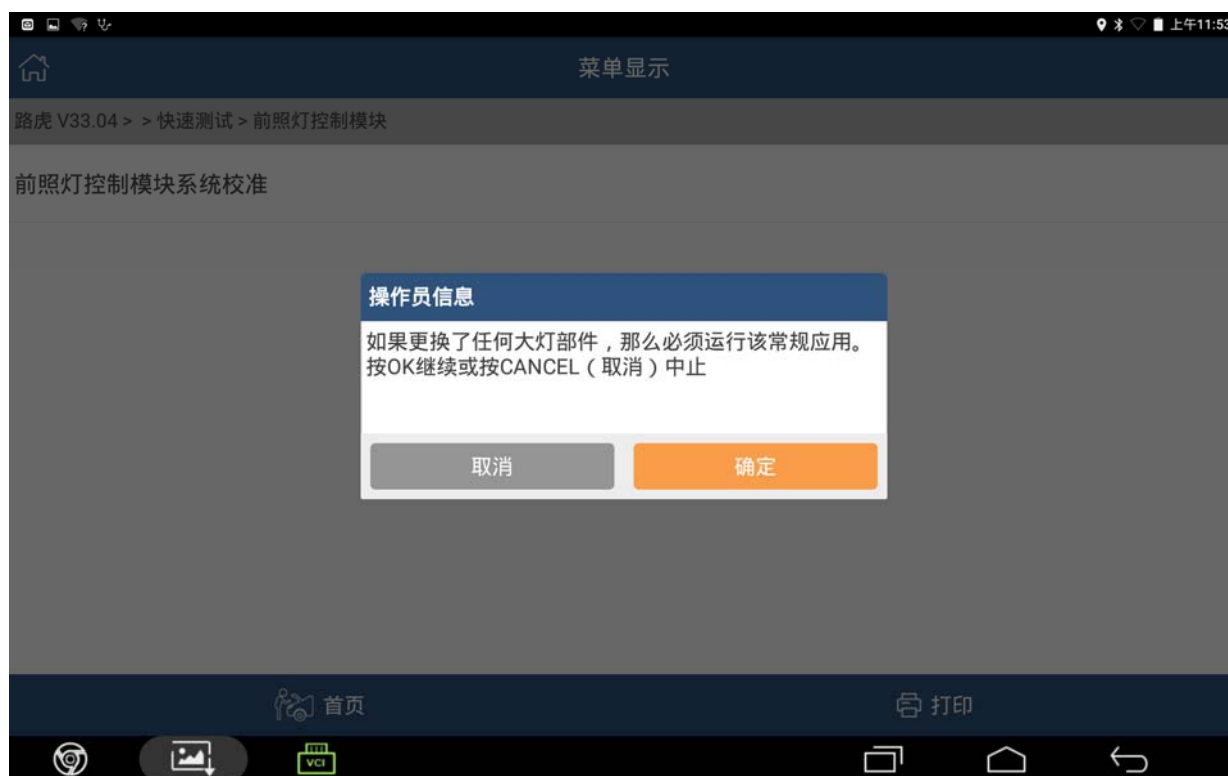 上午11:53
菜单显示
路虎 V33.04 > > 快速测试 > 前照灯控制模块
前照灯控制模块系统校准
操作员信息
如果更换了任何大灯部件，那么必须运行该常规应用。
按OK继续或按CANCEL（取消）中止
取消
确定
首页
打印
VCI